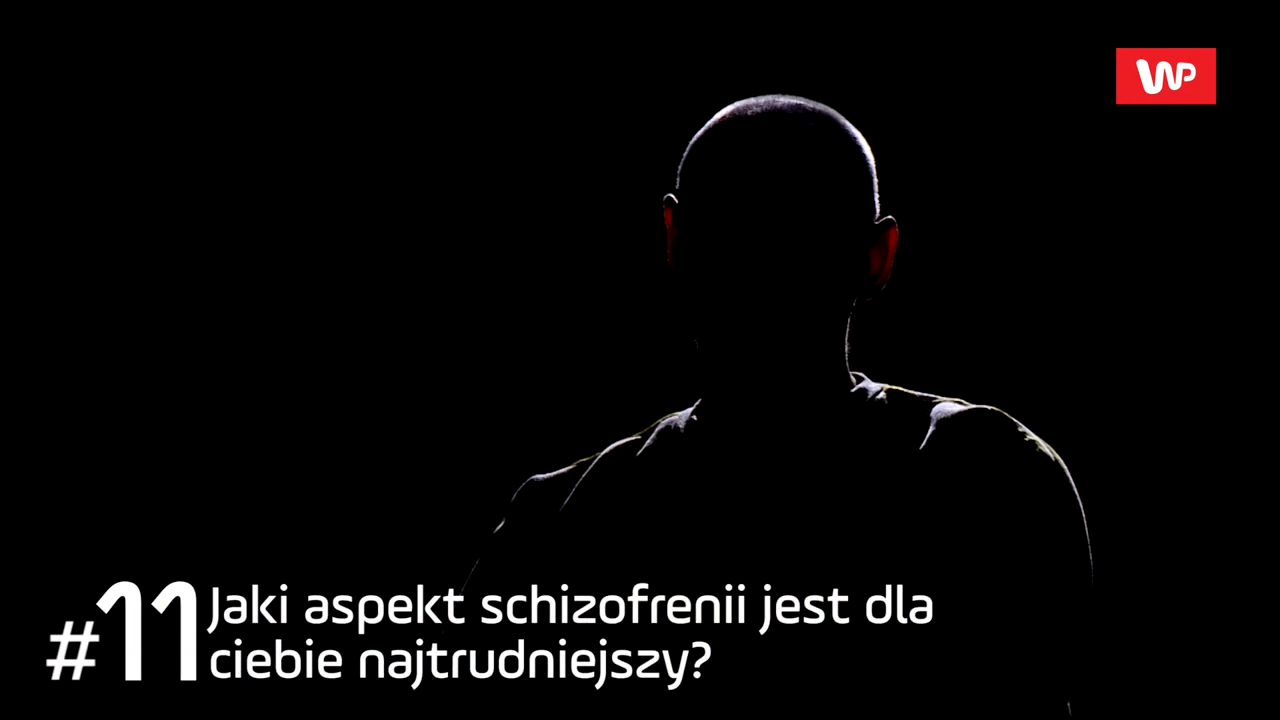 WP
#11 Jaki aspekt schizofrenii jest dla
ciebie najtrudniejszy?